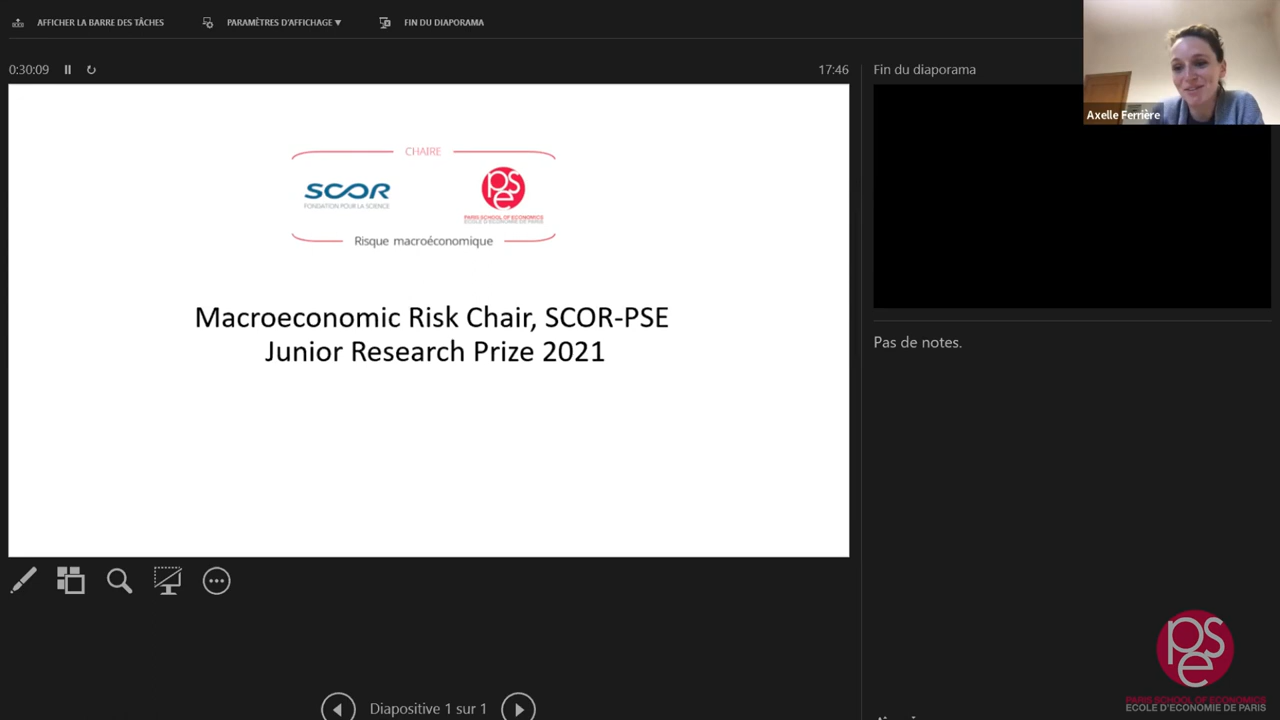 AFFICHER LA BARRE DES TÂCHES
PARAMÈTRES D'AFFICHAGE ▼
FIN DU DIAPORAMA
0:30:09
17:46
Fin du diaporama
Axelle Ferrière
CHAIRE
SCOR
FONDATION POUR LA SCIENCE
pse
PARIS SCHOOL OF ECONOMICS
ECOLE D'ECONOMIE DE PARIS
Risque macroéconomique
Macroeconomic Risk Chair, SCOR-PSE
Junior Research Prize 2021
Pas de notes.
Diapositive 1 sur 1
pse
PARIS SCHOOL OF ECONOMICS
ECOLE D'ECONOMIE DE PARIS